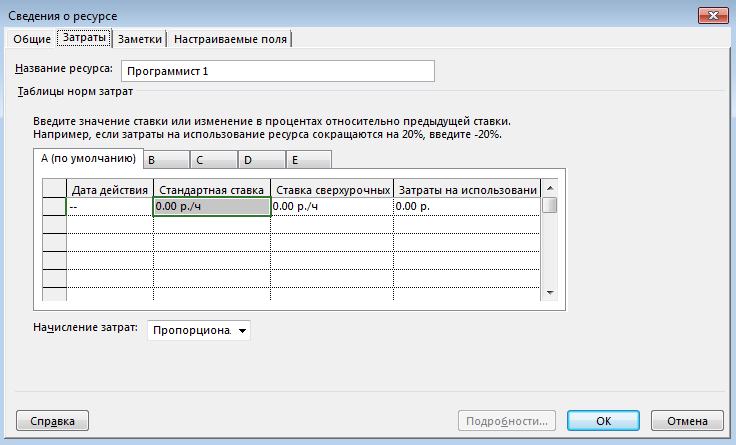 Сведения о ресурсе
Общие Затраты Заметки Настраиваемые поля
Название ресурса: Программист 1
Таблицы норм затрат
Введите значение ставки или изменение в процентах относительно предыдущей ставки.
Например, если затраты на использование ресурса сокращаются на 20%, введите -20%.
A (по умолчанию) B C D E
Дата действия Стандартная ставка Ставка сверхурочных Затраты на использовани
-- 0.00 р./ч 0.00 р./ч 0.00 р.
Начисление затрат: Пропорциона.
Справка Подробности... ОК Отмена